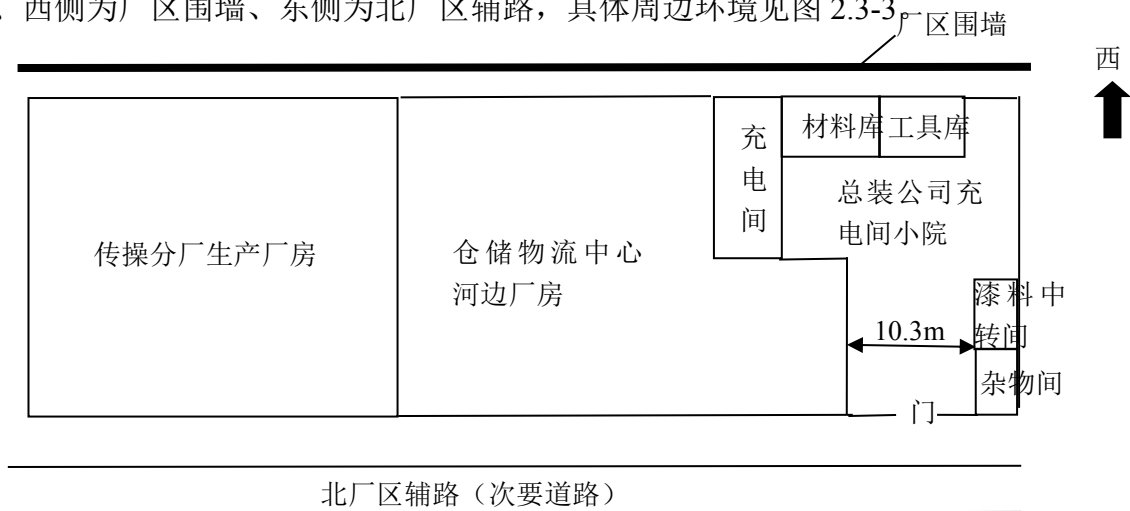 西侧为厂区围墙、东侧为北厂区辅路，具体周边环境见图 2.3-3。
厂区围墙
西
充电间
材料库
工具库
总装公司充
电间小院
传操分厂生产厂房
仓储物流中心
河边厂房
漆料中
转间
10.3m
杂物间
门
北厂区辅路（次要道路）